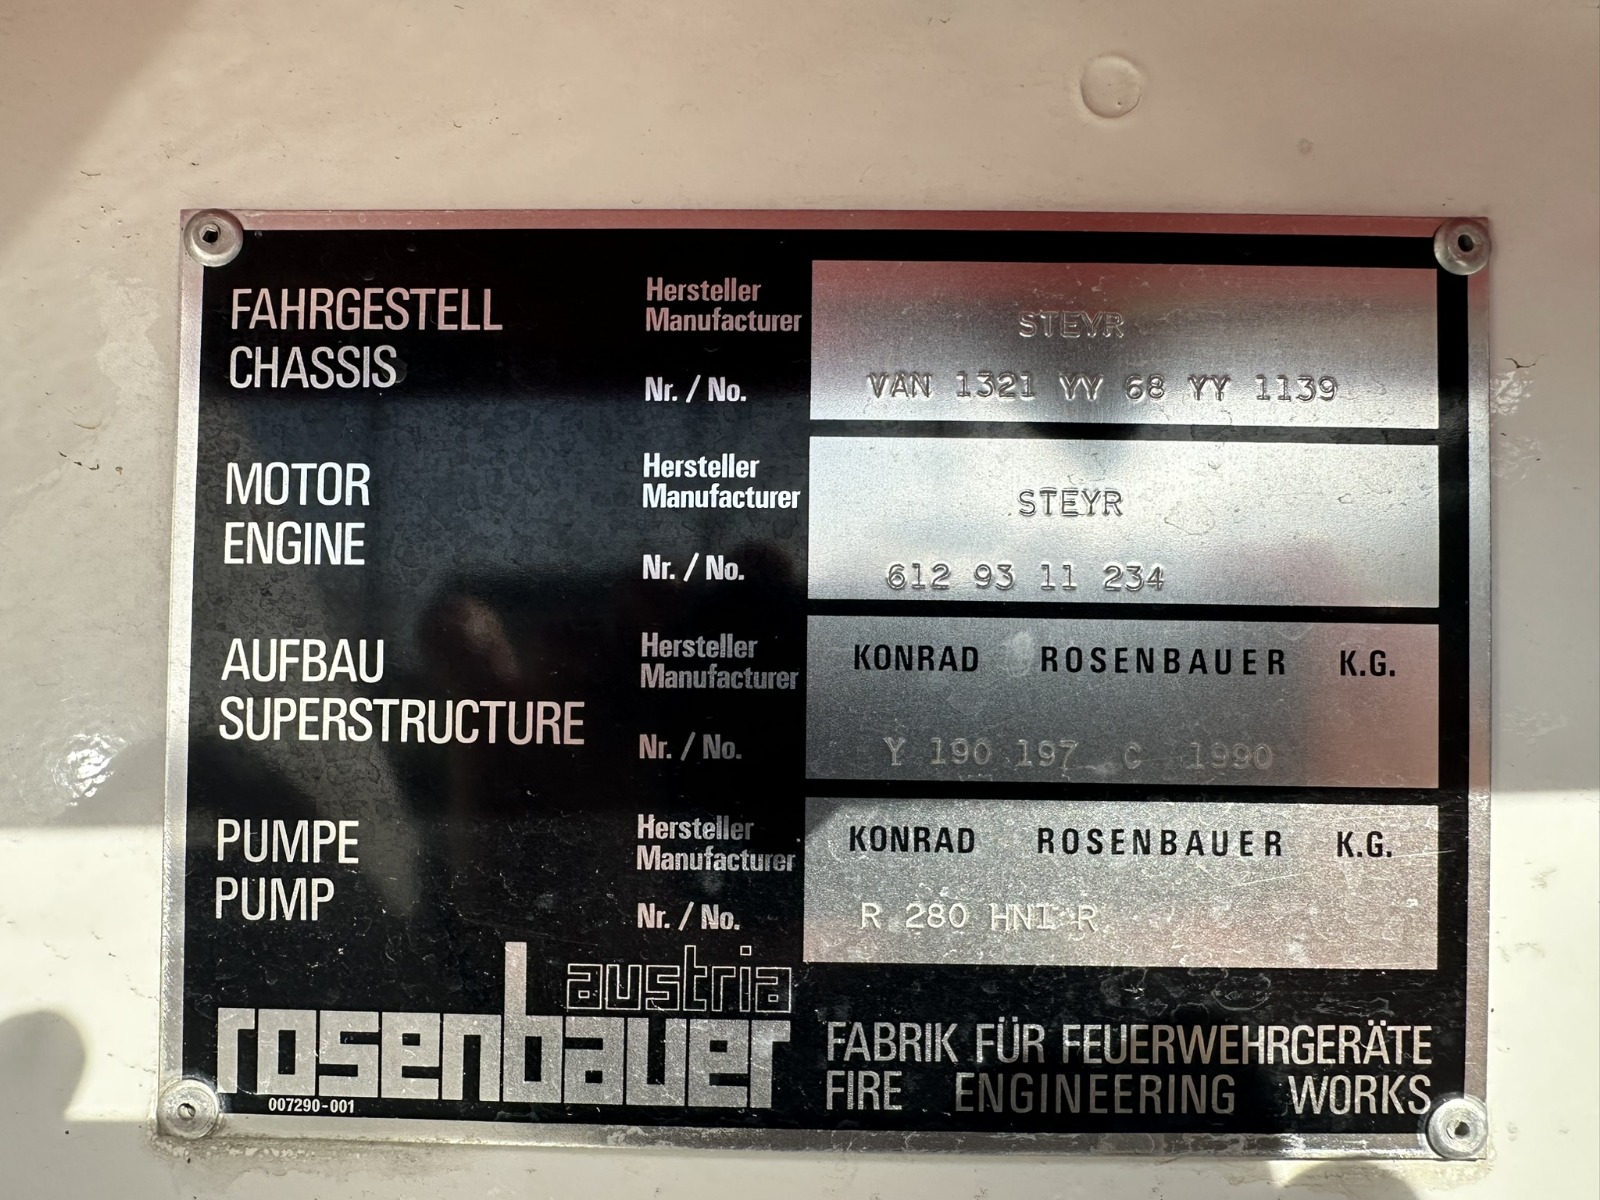 FAHRGESTELL
CHASSIS
Hersteller
Manufacturer
STEYR
Nr. / No.
VAN 1321 YY 68 YY 1139
MOTOR
ENGINE
Hersteller
Manufacturer
STEYR
Nr. / No.
612 93 11 234
AUFBAU
SUPERSTRUCTURE
Hersteller
Manufacturer
KONRAD ROSENBAUER K.G.
Nr. / No.
Y 190 197 C 1990
PUMPE
PUMP
Hersteller
Manufacturer
KONRAD ROSENBAUER K.G.
Nr. / No.
R 280 HNI R
austria
rosenbauer
007290-001
FABRIK FÜR FEUERWEHRGERÄTE
FIRE ENGINEERING WORKS